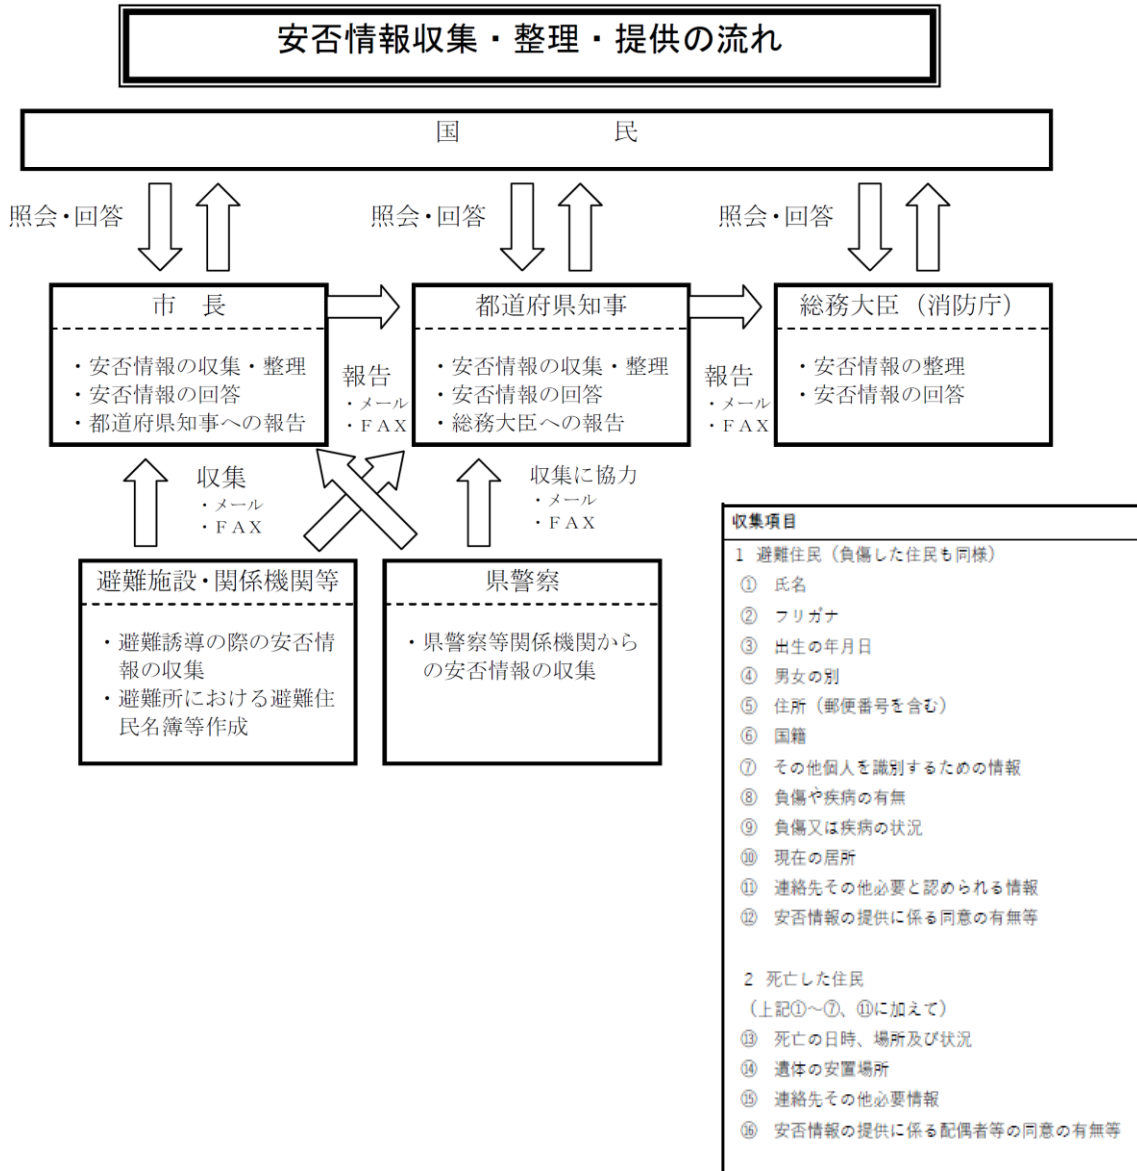 安否情報収集・整理・提供の流れ
国 民
照会・回答
照会・回答
照会・回答
市 長
・安否情報の収集・整理
・安否情報の回答
・都道府県知事への報告
報告
・メール
・FAX
都道府県知事
・安否情報の収集・整理
・安否情報の回答
・総務大臣への報告
報告
・メール
・FAX
総務大臣（消防庁）
・安否情報の整理
・安否情報の回答
収集
・メール
・FAX
収集に協力
・メール
・FAX
避難施設・関係機関等
・避難誘導の際の安否情
報の収集
・避難所における避難住
民名簿等作成
県警察
・県警察等関係機関から
の安否情報の収集
収集項目
1 避難住民（負傷した住民も同様）
① 氏名
② フリガナ
③ 出生の年月日
④ 男女の別
⑤ 住所（郵便番号を含む）
⑥ 国籍
⑦ その他個人を識別するための情報
⑧ 負傷や疾病の有無
⑨ 負傷又は疾病の状況
⑩ 現在の居所
⑪ 連絡先その他必要と認められる情報
⑫ 安否情報の提供に係る同意の有無等
2 死亡した住民
（上記①～⑦、⑪に加えて）
⑬ 死亡の日時、場所及び状況
⑭ 遺体の安置場所
⑮ 連絡先その他必要情報
⑯ 安否情報の提供に係る配偶者等の同意の有無等